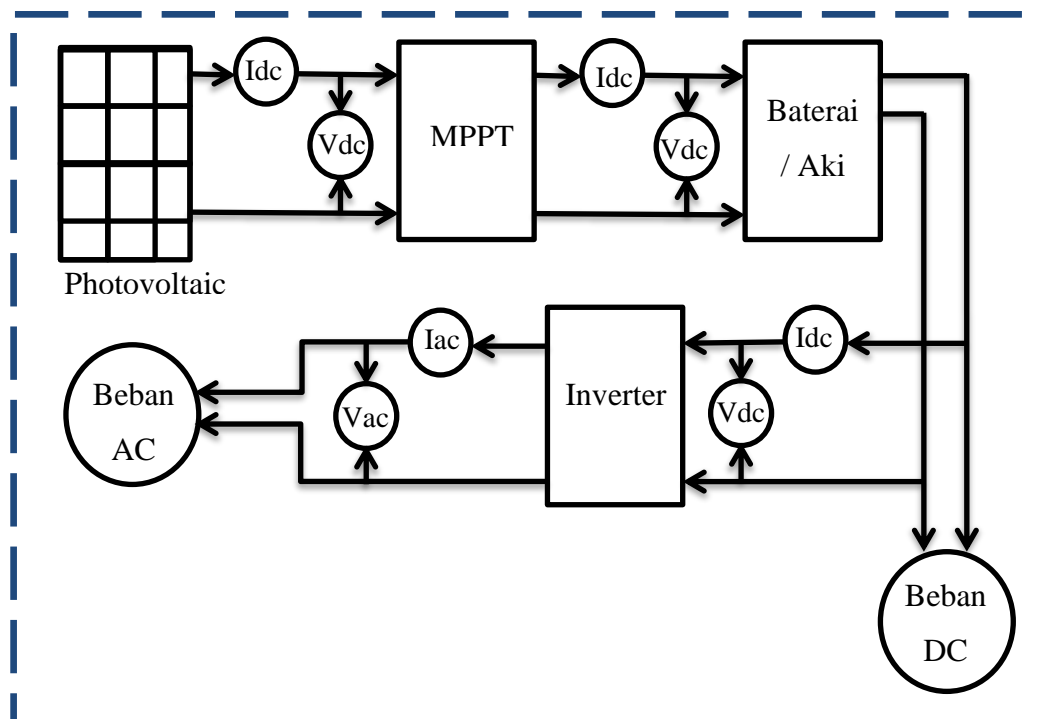 Idc
Idc
Vdc
MPPT
Vdc
Baterai
/ Aki
Photovoltaic
Iac
Idc
Beban
AC
Vac
Inverter
Vdc
Beban
DC